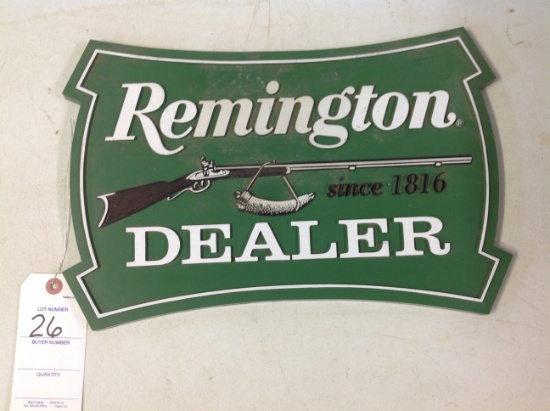 Remington®
since 1816
DEALER
LOT NUMBER
26
BUYER NUMBER
QUANTITY